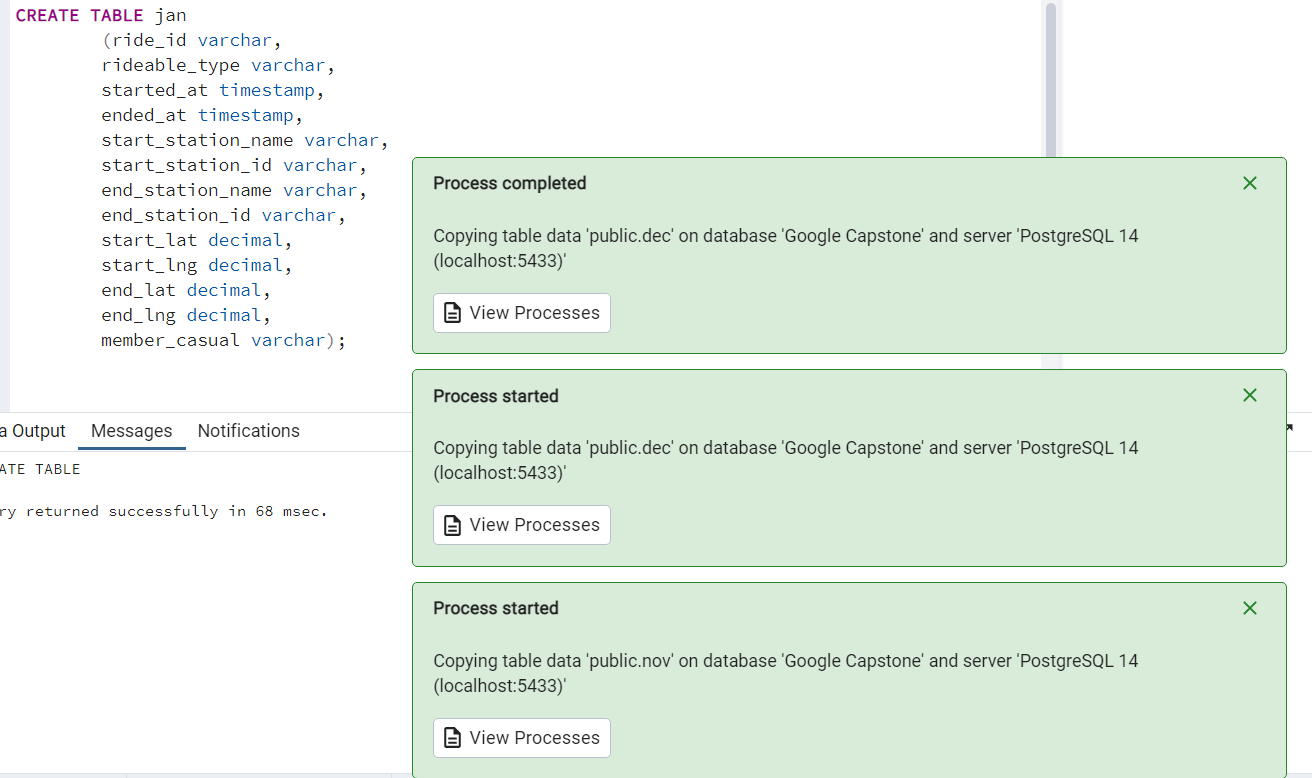 CREATE TABLE jan
(ride_id varchar,
rideable_type varchar,
started_at timestamp,
ended_at timestamp,
start_station_name varchar,
start_station_id varchar,
end_station_name varchar,
end_station_id varchar,
start_lat decimal,
start_lng decimal,
end_lat decimal,
end_lng decimal,
member_casual varchar);
Process completed
Copying table data 'public.dec' on database 'Google Capstone' and server 'PostgreSQL 14
(localhost:5433)'
View Processes
Process started
Copying table data 'public.dec' on database 'Google Capstone' and server 'PostgreSQL 14
(localhost:5433)'
View Processes
Process started
Copying table data 'public.nov' on database 'Google Capstone' and server 'PostgreSQL 14
(localhost:5433)'
View Processes
a Output Messages Notifications
ATE TABLE
ry returned successfully in 68 msec.